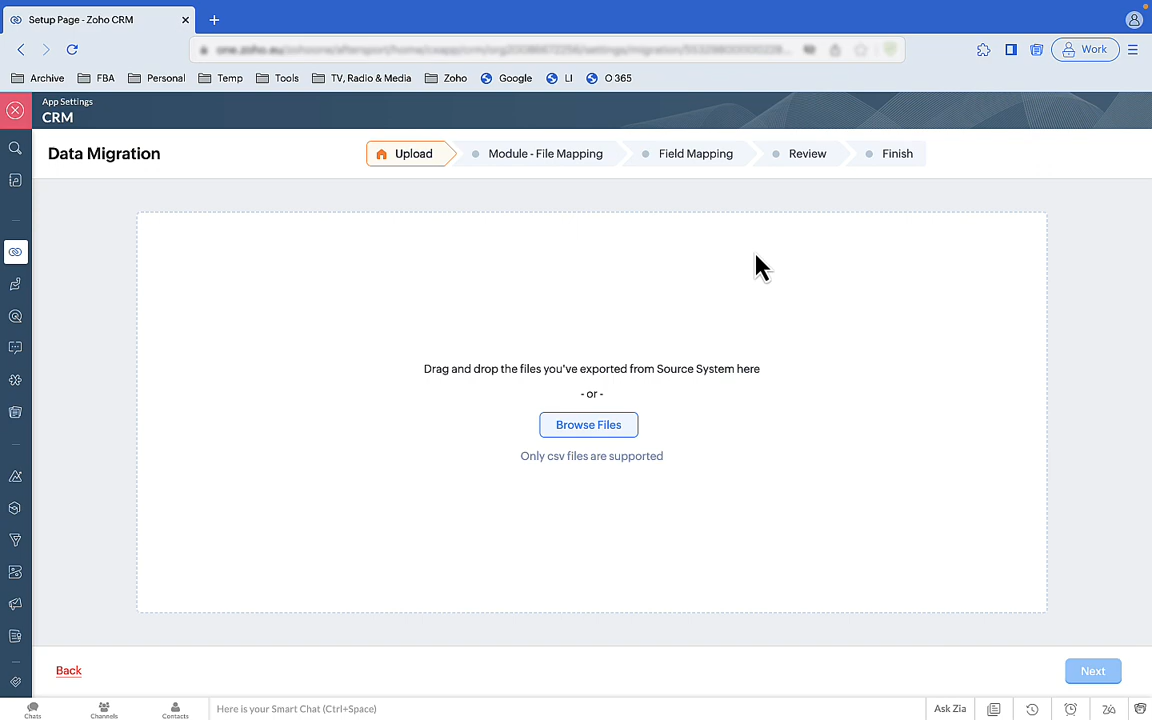 Setup Page - Zoho CRM
Work
Archive FBA Personal Temp Tools TV, Radio & Media Zoho Google LI O 365
App Settings
CRM
Data Migration
Upload Module - File Mapping Field Mapping Review Finish
Drag and drop the files you've exported from Source System here
- or -
Browse Files
Only csv files are supported
Back
Next
Chats Channels Contacts
Here is your Smart Chat (Ctrl+Space)
Ask Zia